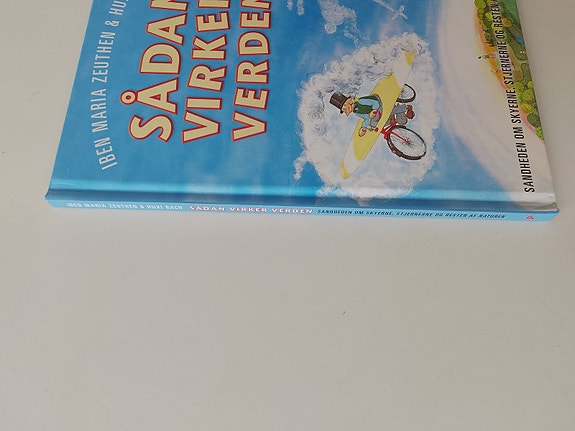 IBEN MARIA ZEUTHEN &
SÅDAN
VIRKER
VERDEN
SANDHEDEN OM SKYERNE, STJERNERNE OG RESTEN
IBEN MARIA ZEUTHEN & HUXI BACH SÅDAN VIRKER VERDEN SANDHEDEN OM SKYERNE, STJERNERNE OG RESTEN AF NATUREN